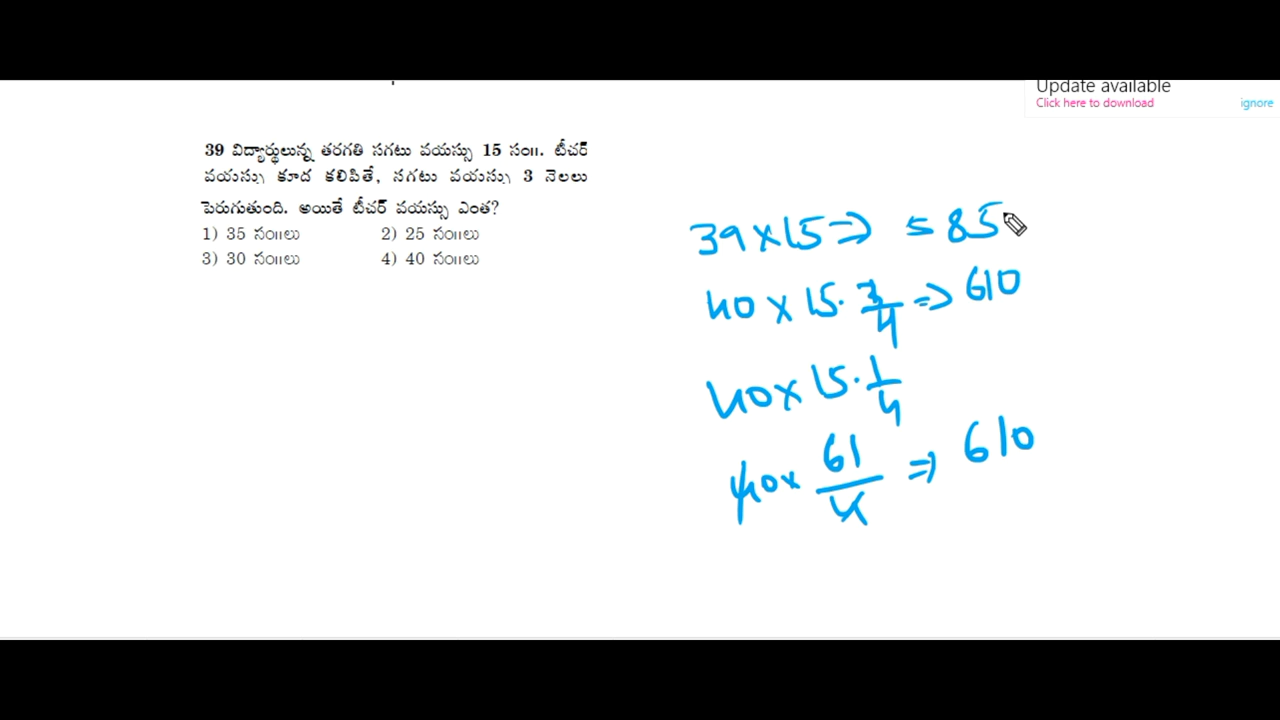 Update available
Click here to download ignore
39 విద్యార్థులున్న తరగతి సగటు వయస్సు 15 సం॥. టీచర్
వయస్సు కూడ కలిపితే, సగటు వయస్సు 3 నెలలు
పెరుగుతుంది. అయితే టీచర్ వయస్సు ఎంత?
1) 35 సం॥లు 2) 25 సం॥లు
3) 30 సం॥లు 4) 40 సం॥లు
39 × 15 ⇒ 585
40 × 15 · 3/4 ⇒ 610
40 × 15 · 1/4
40 × 61/4 ⇒ 610